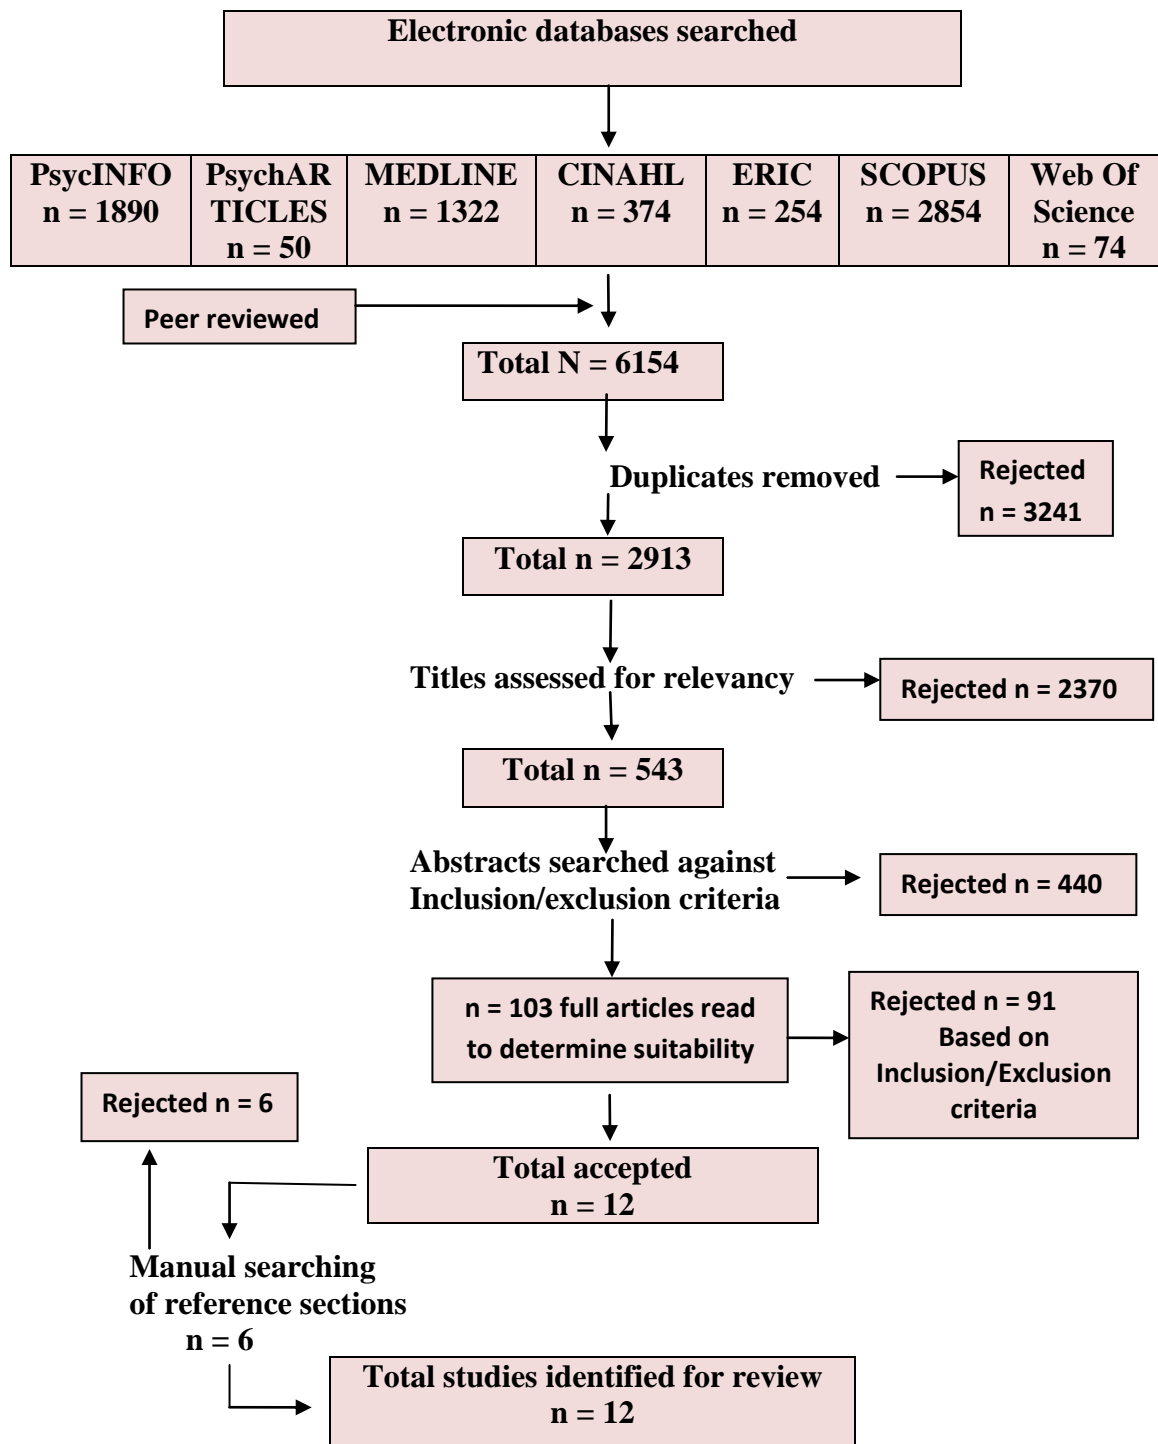 Electronic databases searched
PsycINFO
n = 1890
PsychAR
TICLES
n = 50
MEDLINE
n = 1322
CINAHL
n = 374
ERIC
n = 254
SCOPUS
n = 2854
Web Of
Science
n = 74
Peer reviewed
Total N = 6154
Duplicates removed
Rejected
n = 3241
Total n = 2913
Titles assessed for relevancy
Rejected n = 2370
Total n = 543
Abstracts searched against
Inclusion/exclusion criteria
Rejected n = 440
n = 103 full articles read
to determine suitability
Rejected n = 91
Based on
Inclusion/Exclusion
criteria
Rejected n = 6
Total accepted
n = 12
Manual searching
of reference sections
n = 6
Total studies identified for review
n = 12